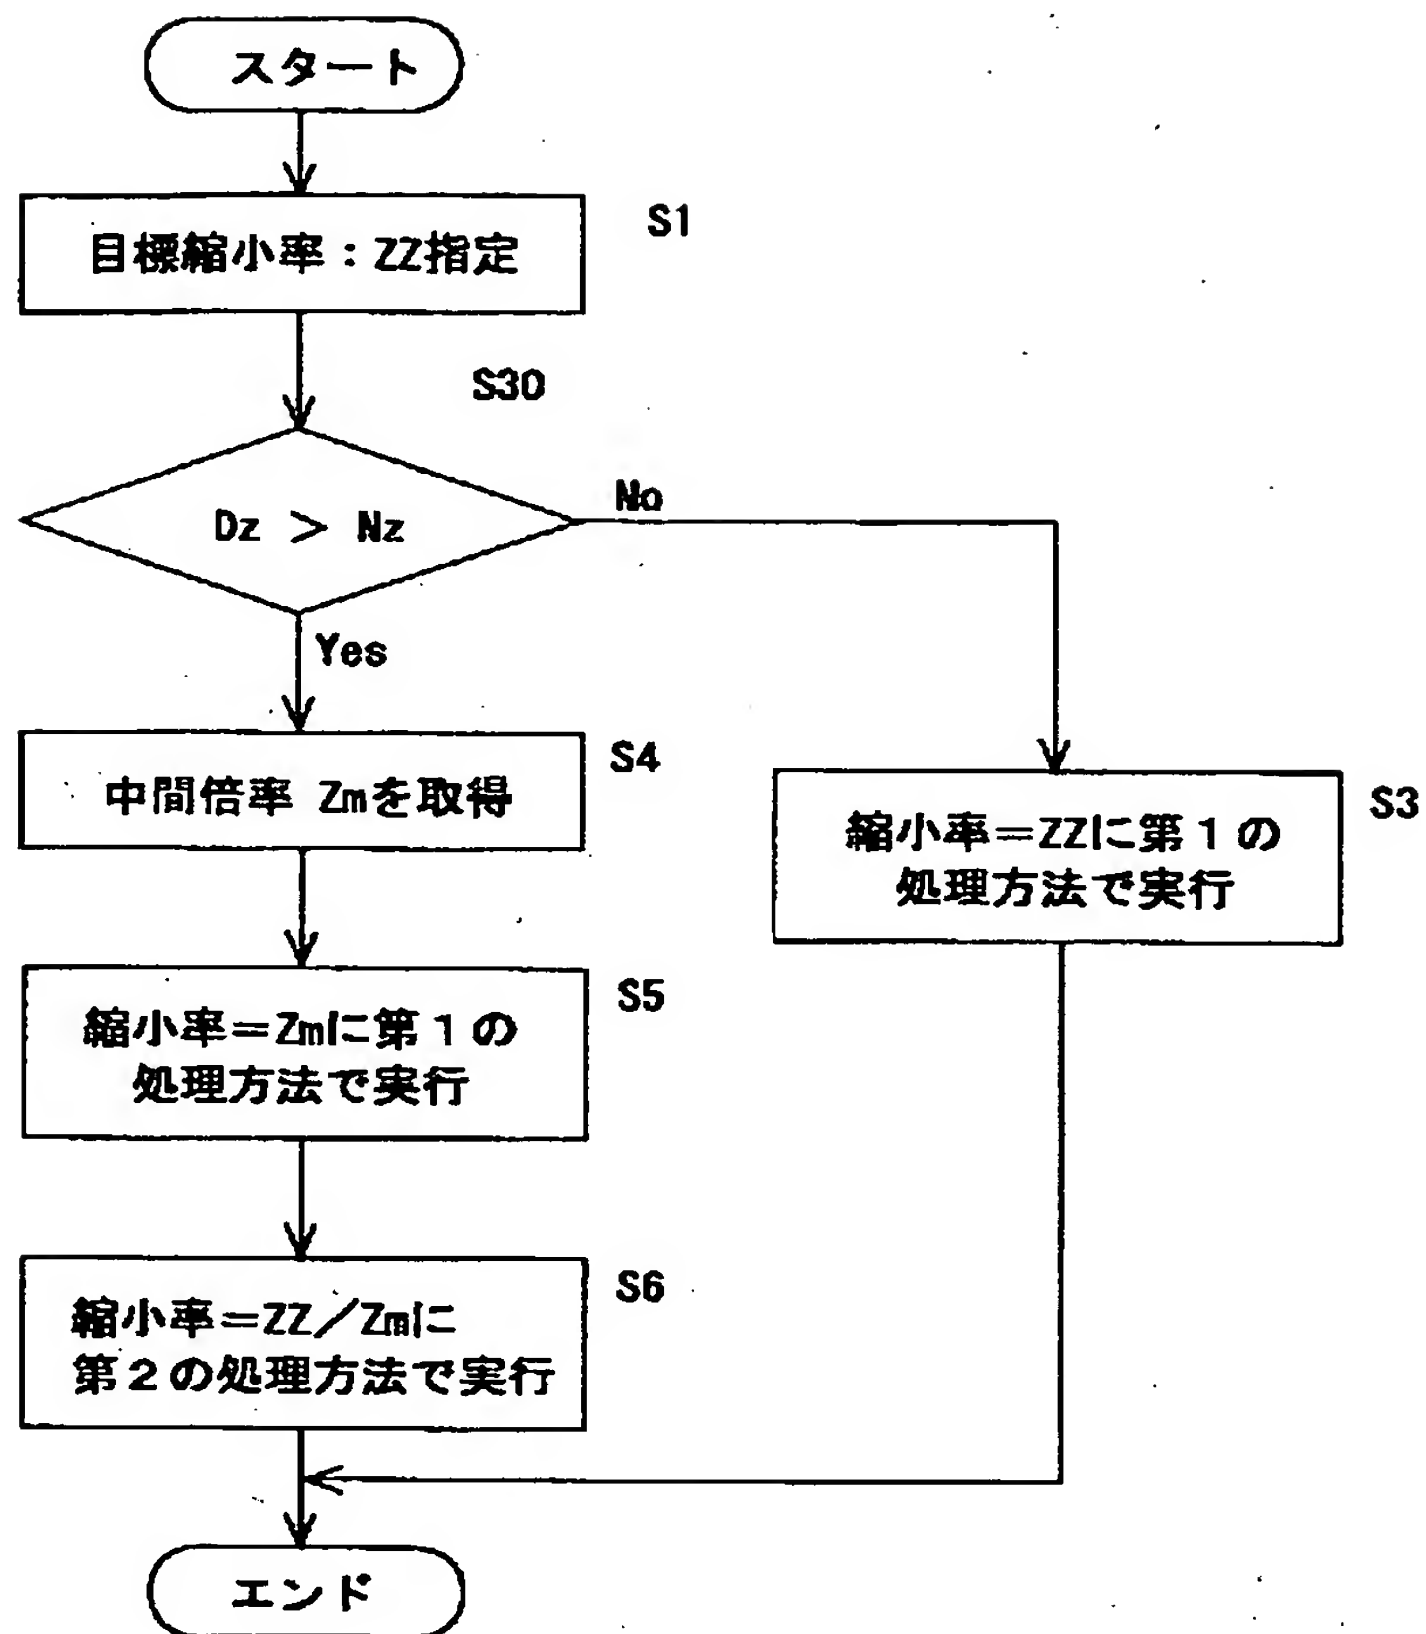 スタート
目標縮小率：ZZ指定
S1
S30
Dz ＞ Nz
No
Yes
中間倍率 Zmを取得
S4
縮小率＝ZZに第１の
処理方法で実行
S3
縮小率＝Zmに第１の
処理方法で実行
S5
縮小率＝ZZ／Zmに
第２の処理方法で実行
S6
エンド